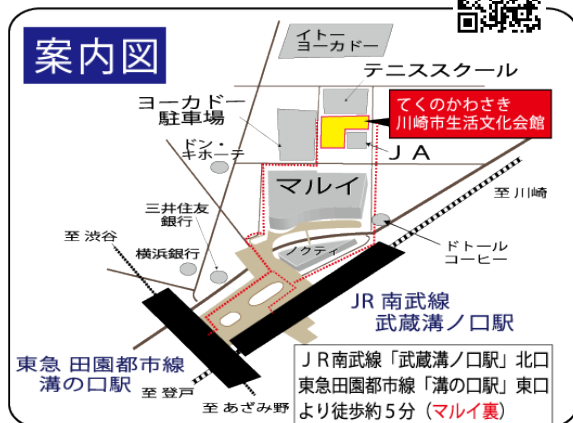 案内図
イトー
ヨーカドー
テニススクール
ヨーカドー
駐車場
てくのかわさき
川崎市生活文化会館
ドン・
キホーテ
ＪＡ
マルイ
至 川崎
三井住友
銀行
至 渋谷
横浜銀行
ノクティ
ドトール
コーヒー
JR 南武線
武蔵溝ノ口駅
東急 田園都市線
溝の口駅
至 登戸
至 あざみ野
ＪＲ南武線「武蔵溝ノ口駅」北口
東急田園都市線「溝の口駅」東口
より徒歩約５分（マルイ裏）